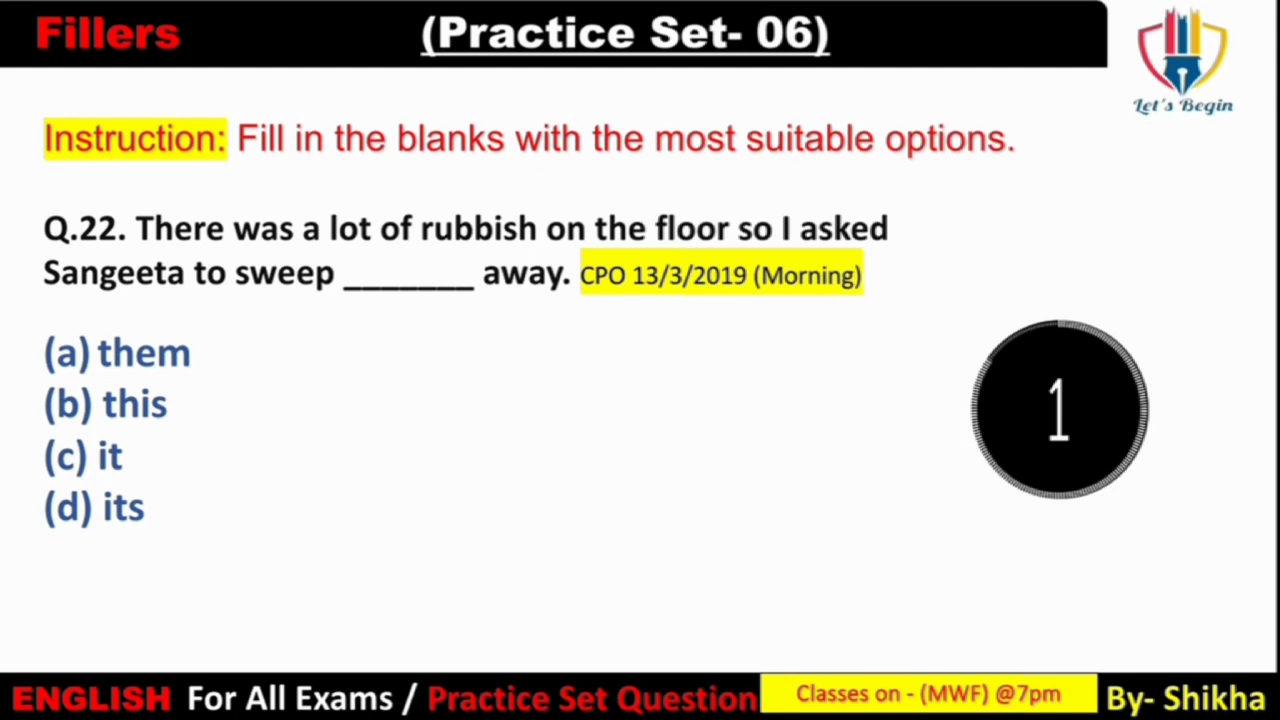 Fillers (Practice Set- 06)
Let's Begin
Instruction: Fill in the blanks with the most suitable options.
Q.22. There was a lot of rubbish on the floor so I asked
Sangeeta to sweep _______ away. CPO 13/3/2019 (Morning)
(a) them
(b) this
(c) it
(d) its
1
ENGLISH For All Exams / Practice Set Question Classes on - (MWF) @7pm By- Shikha